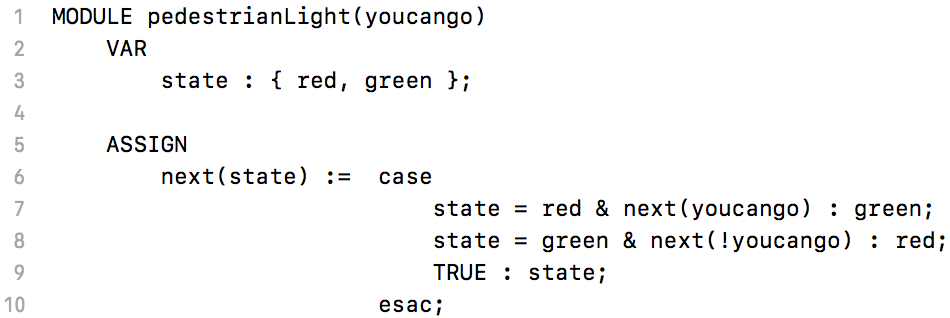 1 MODULE pedestrianLight(youcango)
2     VAR
3         state : { red, green };
4
5     ASSIGN
6         next(state) :=  case
7                             state = red & next(youcango) : green;
8                             state = green & next(!youcango) : red;
9                             TRUE : state;
10                        esac;